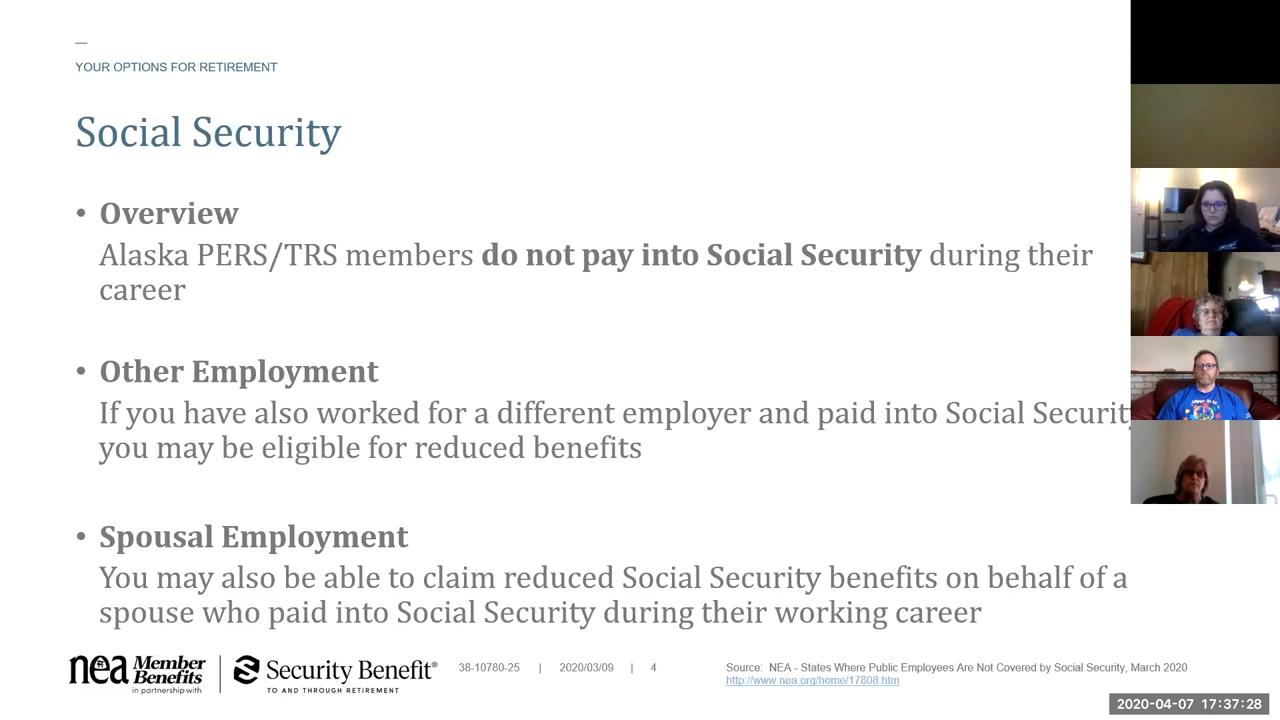 YOUR OPTIONS FOR RETIREMENT
Social Security
• Overview
Alaska PERS/TRS members do not pay into Social Security during their
career
• Other Employment
If you have also worked for a different employer and paid into Social Security
you may be eligible for reduced benefits
• Spousal Employment
You may also be able to claim reduced Social Security benefits on behalf of a
spouse who paid into Social Security during their working career
nea Member Benefits
in partnership with
Security Benefit®
TO AND THROUGH RETIREMENT
38-10780-25 | 2020/03/09 | 4
Source: NEA - States Where Public Employees Are Not Covered by Social Security, March 2020
http://www.nea.org/home/17808.htm
2020-04-07 17:37:28